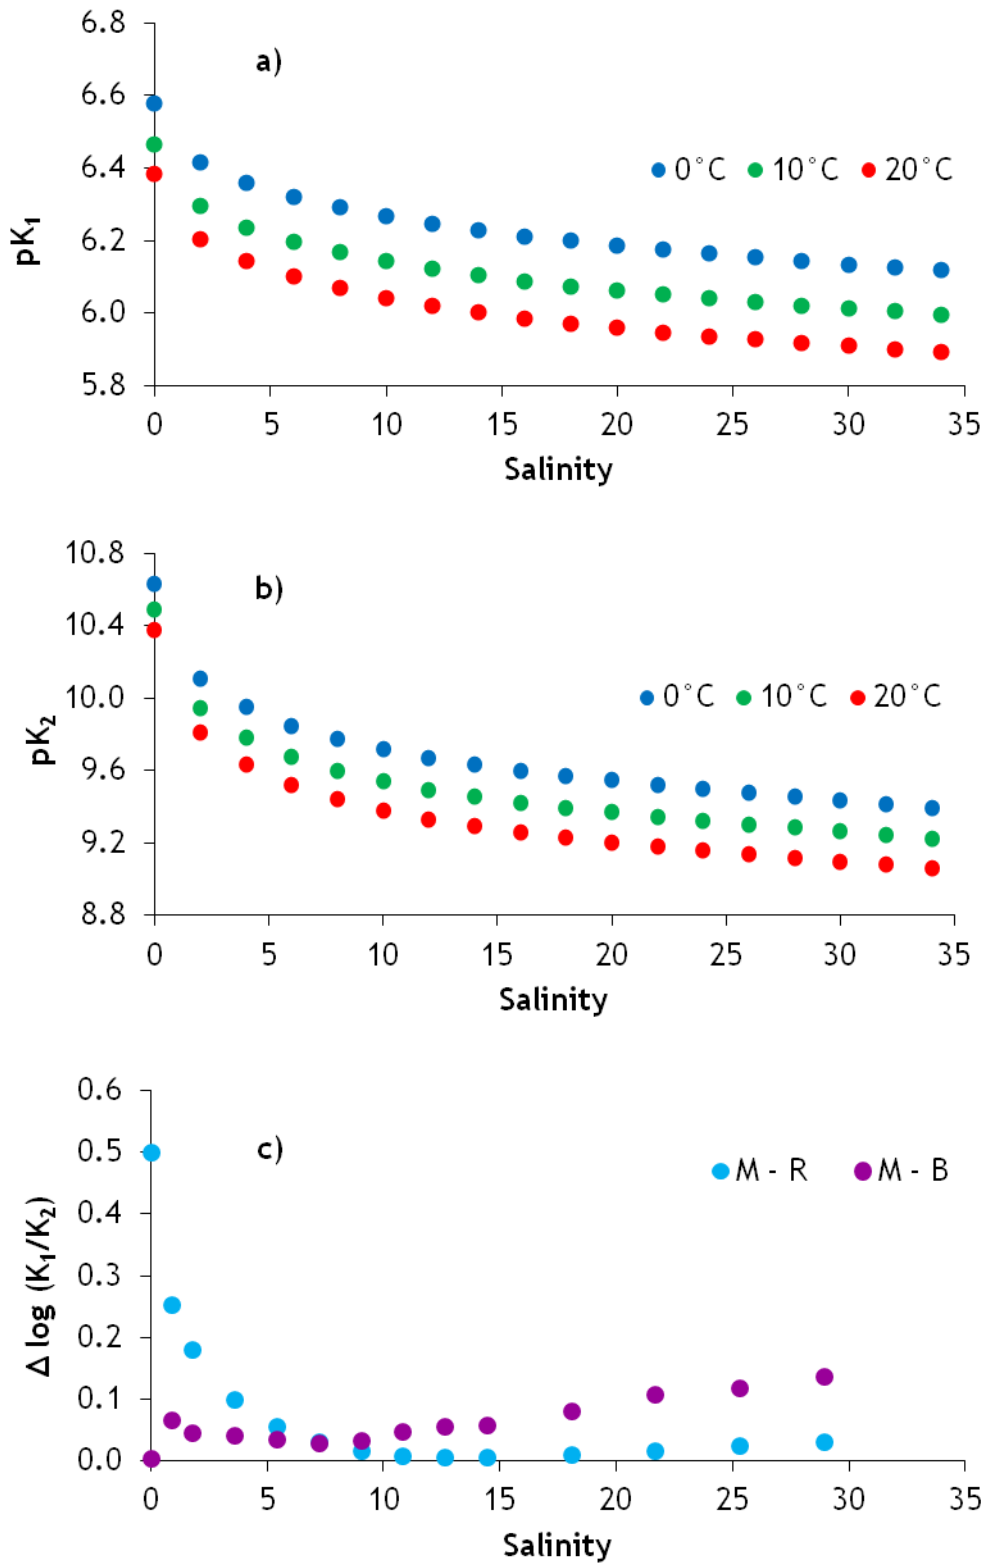 6.8
a)
6.6
6.4
0°C 10°C 20°C
6.2
pK1
6.0
5.8
0 5 10 15 20 25 30 35
Salinity
10.8
b)
10.4
10.0
0°C 10°C 20°C
pK2
9.6
9.2
8.8
0 5 10 15 20 25 30 35
Salinity
0.6
0.5
c)
M - R M - B
0.4
0.3
Δ log (K1/K2)
0.2
0.1
0.0
0 5 10 15 20 25 30 35
Salinity